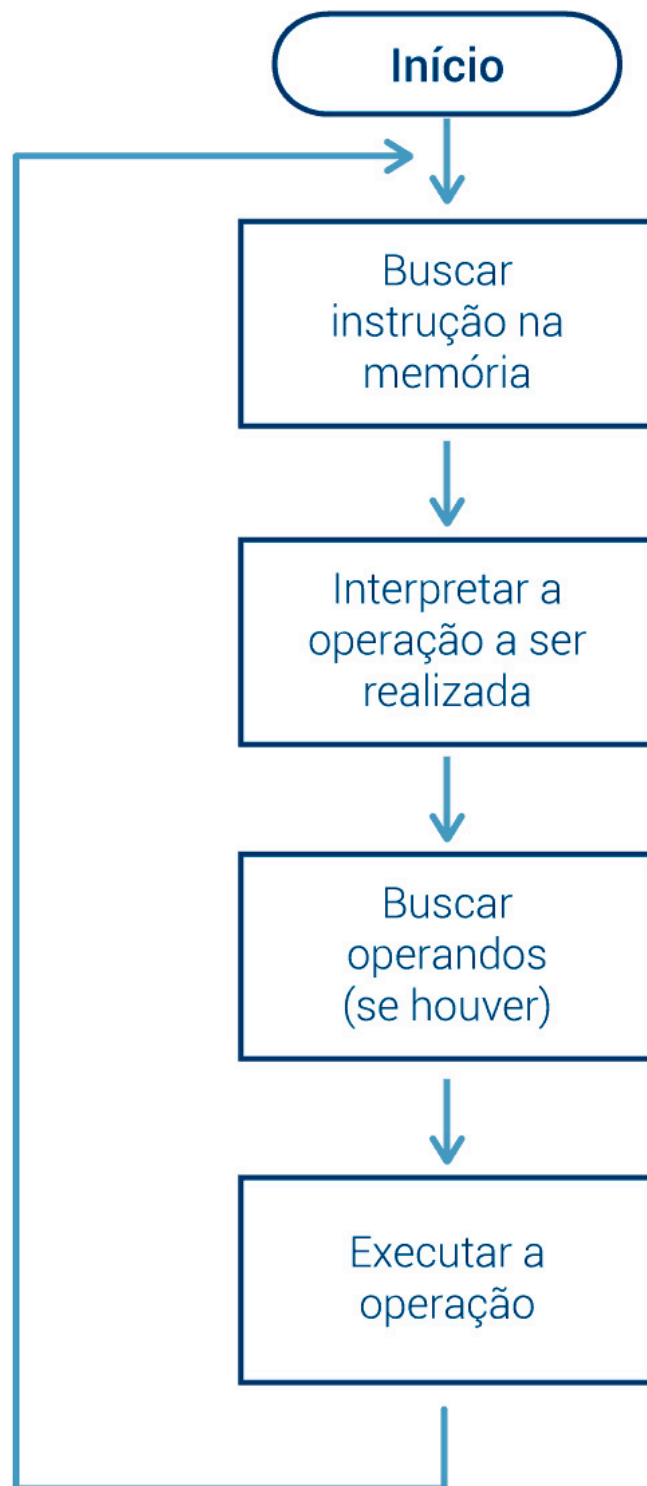 Início
Buscar
instrução na
memória
Interpretar a
operação a ser
realizada
Buscar
operandos
(se houver)
Executar a
operação